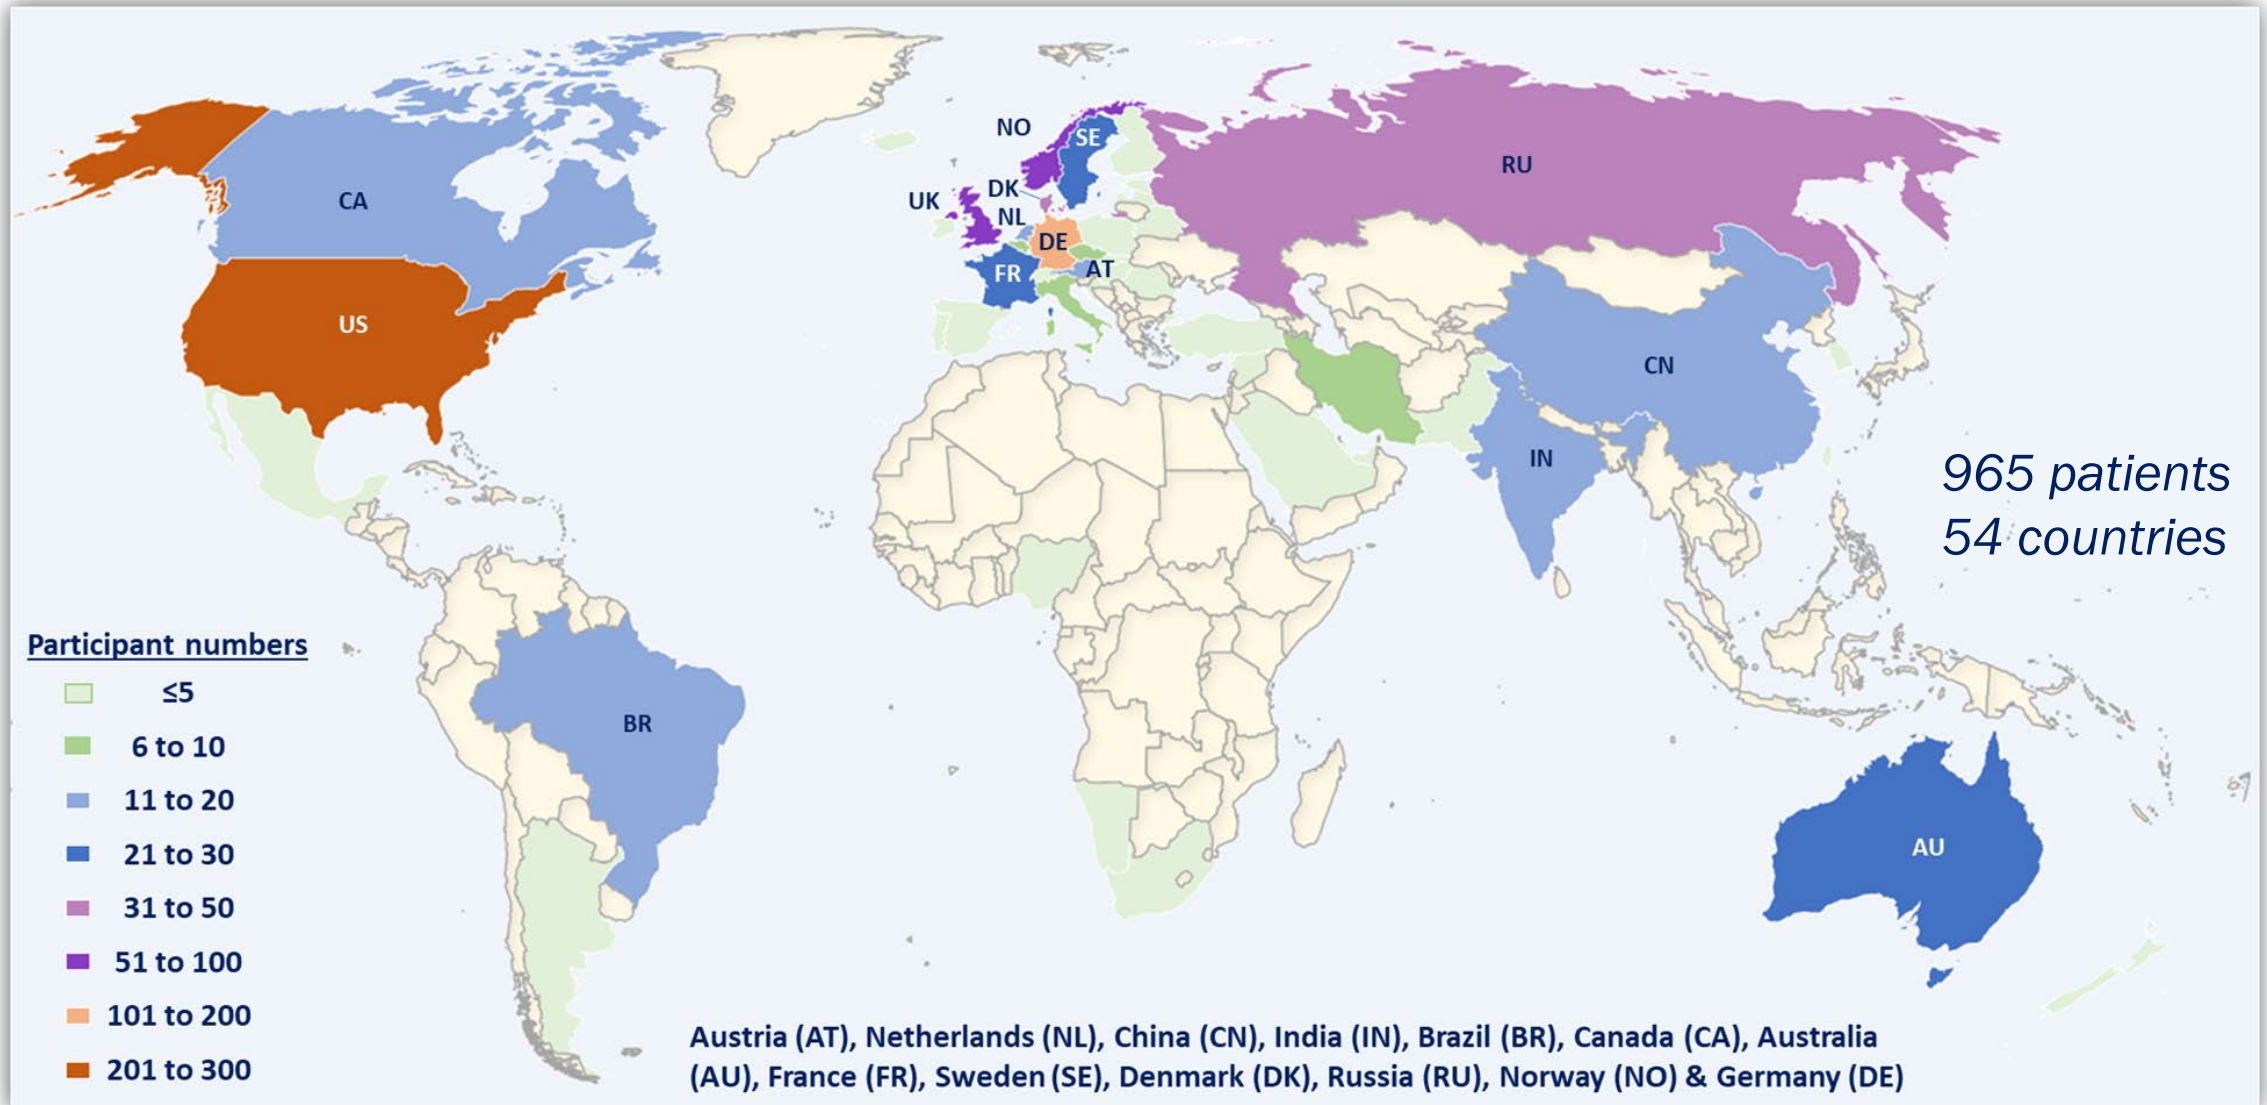 NO
SE
RU
DK
UK
CA
NL
DE
AT
FR
US
CN
IN
965 patients
54 countries
Participant numbers
≤5
6 to 10
BR
11 to 20
21 to 30
AU
31 to 50
51 to 100
101 to 200
201 to 300
Austria (AT), Netherlands (NL), China (CN), India (IN), Brazil (BR), Canada (CA), Australia
(AU), France (FR), Sweden (SE), Denmark (DK), Russia (RU), Norway (NO) & Germany (DE)